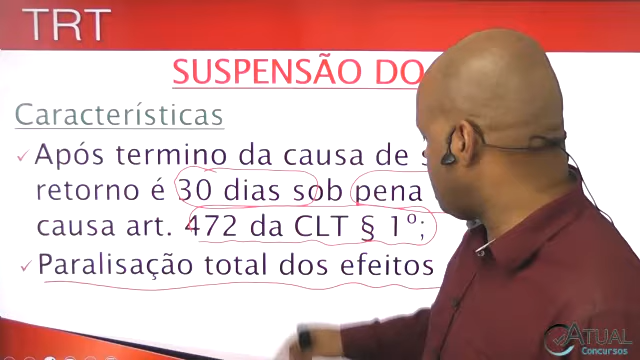 TRT
SUSPENSÃO DO
Características
Após termino da causa de
retorno é 30 dias sob pena
causa art. 472 da CLT § 1º;
Paralisação total dos efeitos
ATUAL
Concursos